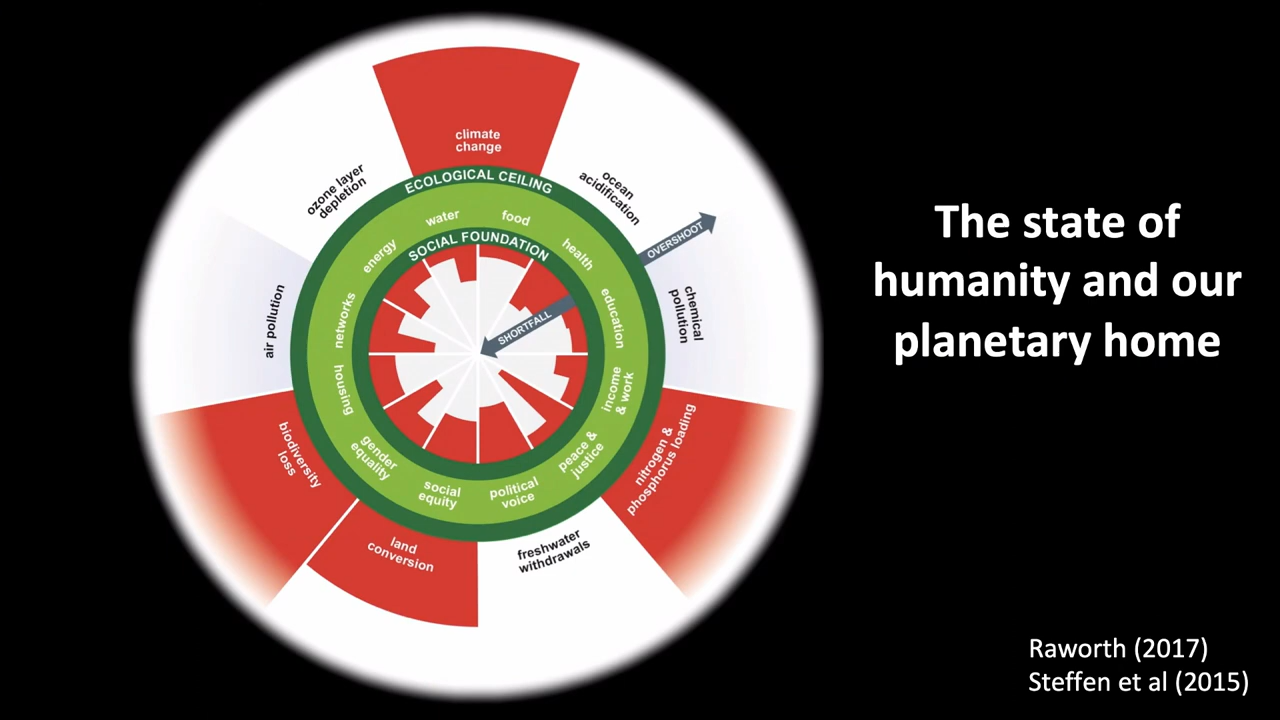 climate
change
ozone layer
depletion
ocean
acidification
ECOLOGICAL CEILING
water
food
energy
health
SOCIAL FOUNDATION
OVERSHOOT
air pollution
networks
SHORTFALL
education
chemical
pollution
housing
income
& work
biodiversity
loss
gender
equality
social
equity
political
voice
peace &
justice
nitrogen &
phosphorus loading
land
conversion
freshwater
withdrawals
The state of
humanity and our
planetary home
Raworth (2017)
Steffen et al (2015)